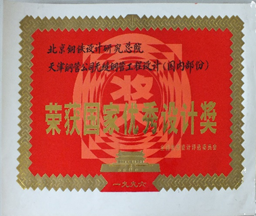 北京钢铁设计研究总院
天津钢管公司无缝钢管工程设计(国内部份)
奖
荣获国家优秀设计奖
一九九六